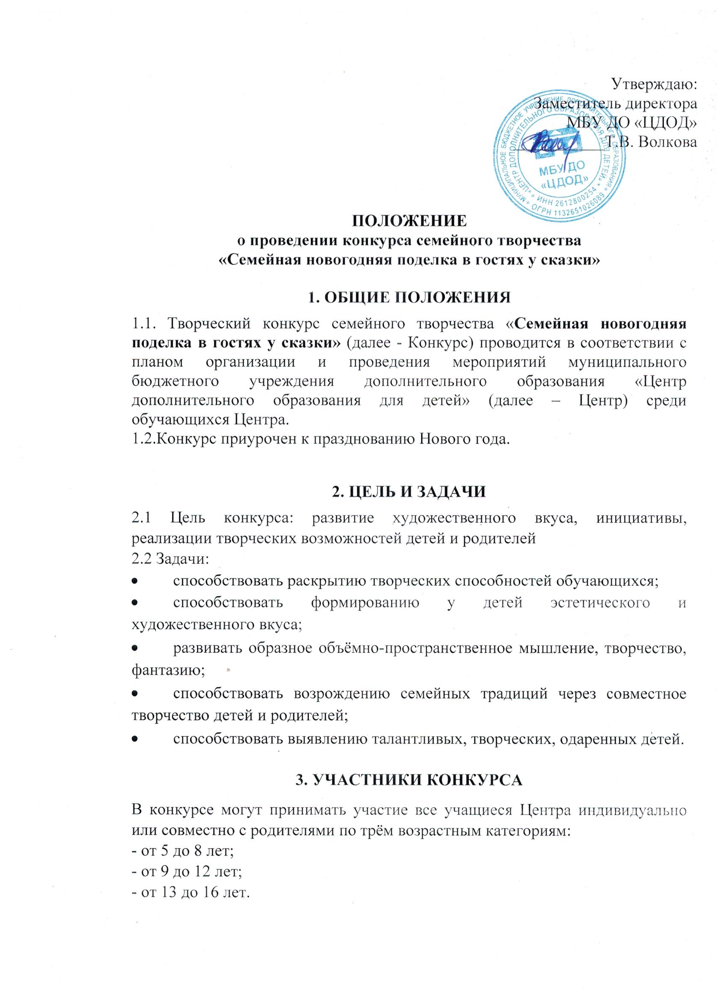 Утверждаю:
Заместитель директора
МБУ ДО «ЦДОД»
Т.В. Волкова
МУНИЦИПАЛЬНОЕ БЮДЖЕТНОЕ УЧРЕЖДЕНИЕ ДОПОЛНИТЕЛЬНОГО ОБРАЗОВАНИЯ * ОГРН 1132651026089 *
«ЦЕНТР ДОПОЛНИТЕЛЬНОГО ОБРАЗОВАНИЯ ДЛЯ ДЕТЕЙ» * ИНН 2612800254 *
МБУ ДО
«ЦДОД»
ПОЛОЖЕНИЕ
о проведении конкурса семейного творчества
«Семейная новогодняя поделка в гостях у сказки»
1. ОБЩИЕ ПОЛОЖЕНИЯ
1.1. Творческий конкурс семейного творчества «Семейная новогодняя
поделка в гостях у сказки» (далее - Конкурс) проводится в соответствии с
планом организации и проведения мероприятий муниципального
бюджетного учреждения дополнительного образования «Центр
дополнительного образования для детей» (далее – Центр) среди
обучающихся Центра.
1.2.Конкурс приурочен к празднованию Нового года.
2. ЦЕЛЬ И ЗАДАЧИ
2.1 Цель конкурса: развитие художественного вкуса, инициативы,
реализации творческих возможностей детей и родителей
2.2 Задачи:
• способствовать раскрытию творческих способностей обучающихся;
• способствовать формированию у детей эстетического и
художественного вкуса;
• развивать образное объёмно-пространственное мышление, творчество,
фантазию;
• способствовать возрождению семейных традиций через совместное
творчество детей и родителей;
• способствовать выявлению талантливых, творческих, одаренных детей.
3. УЧАСТНИКИ КОНКУРСА
В конкурсе могут принимать участие все учащиеся Центра индивидуально
или совместно с родителями по трём возрастным категориям:
- от 5 до 8 лет;
- от 9 до 12 лет;
- от 13 до 16 лет.